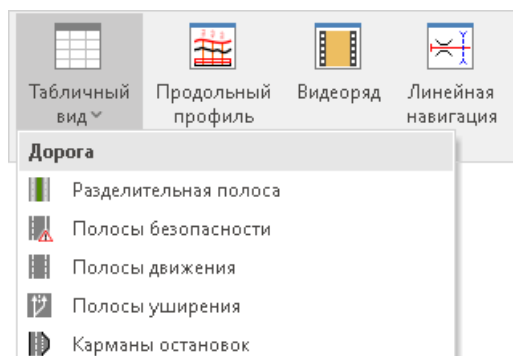 Табличный вид
Продольный профиль
Видеоряд
Линейная навигация
Дорога
Разделительная полоса
Полосы безопасности
Полосы движения
Полосы уширения
Карманы остановок